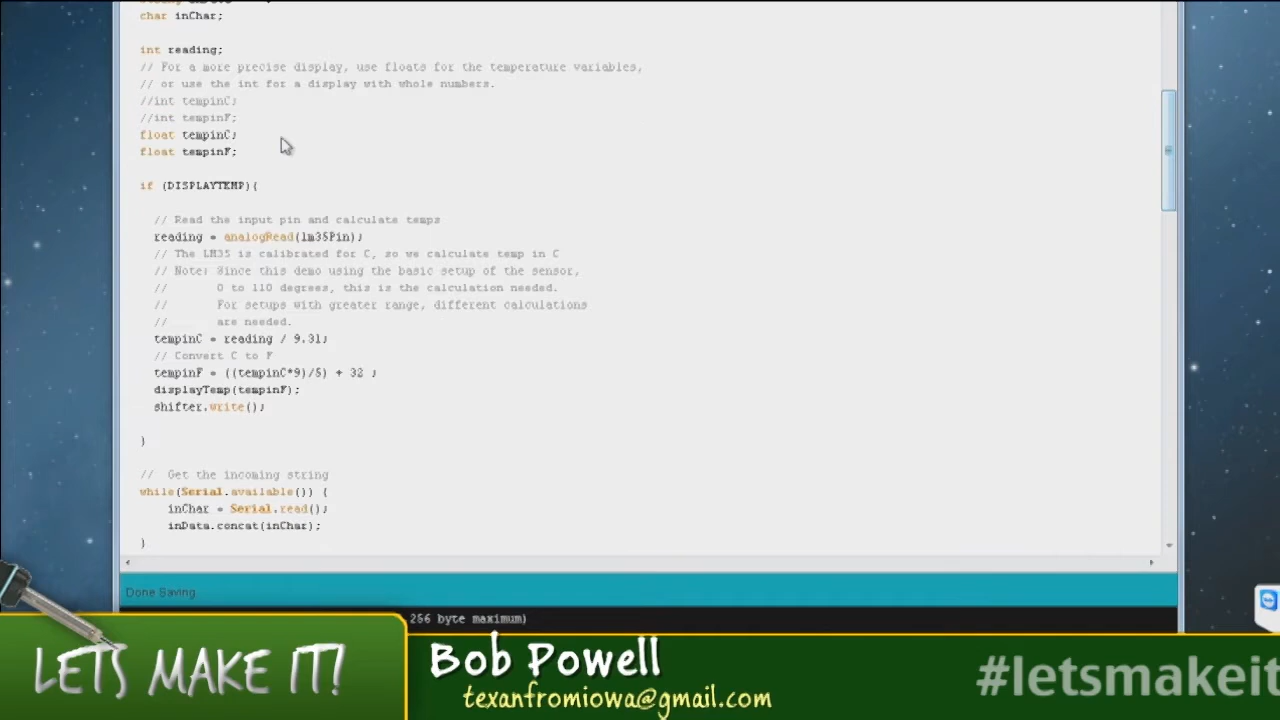 char inChar;
int reading;
// For a more precise display, use floats for the temperature variables,
// or use the int for a display with whole numbers.
//int tempinC;
//int tempinF;
float tempinC;
float tempinF;
if (DISPLAYTEMP){
// Read the input pin and calculate temps
reading = analogRead(lm35Pin);
// The LM35 is calibrated for C, so we calculate temp in C
// Note: Since this demo using the basic setup of the sensor,
// 0 to 110 degrees, this is the calculation needed.
// For setups with greater range, different calculations
// are needed.
tempinC = reading / 9.31;
// Convert C to F
tempinF = ((tempinC*9)/5) + 32 ;
displayTemp(tempinF);
shifter.write();
}
// Get the incoming string
while(Serial.available()) {
inChar = Serial.read();
inData.concat(inChar);
}
Done Saving
256 byte maximum)
LETS MAKE IT!
Bob Powell
texanfromiowa@gmail.com
#letsmakeit